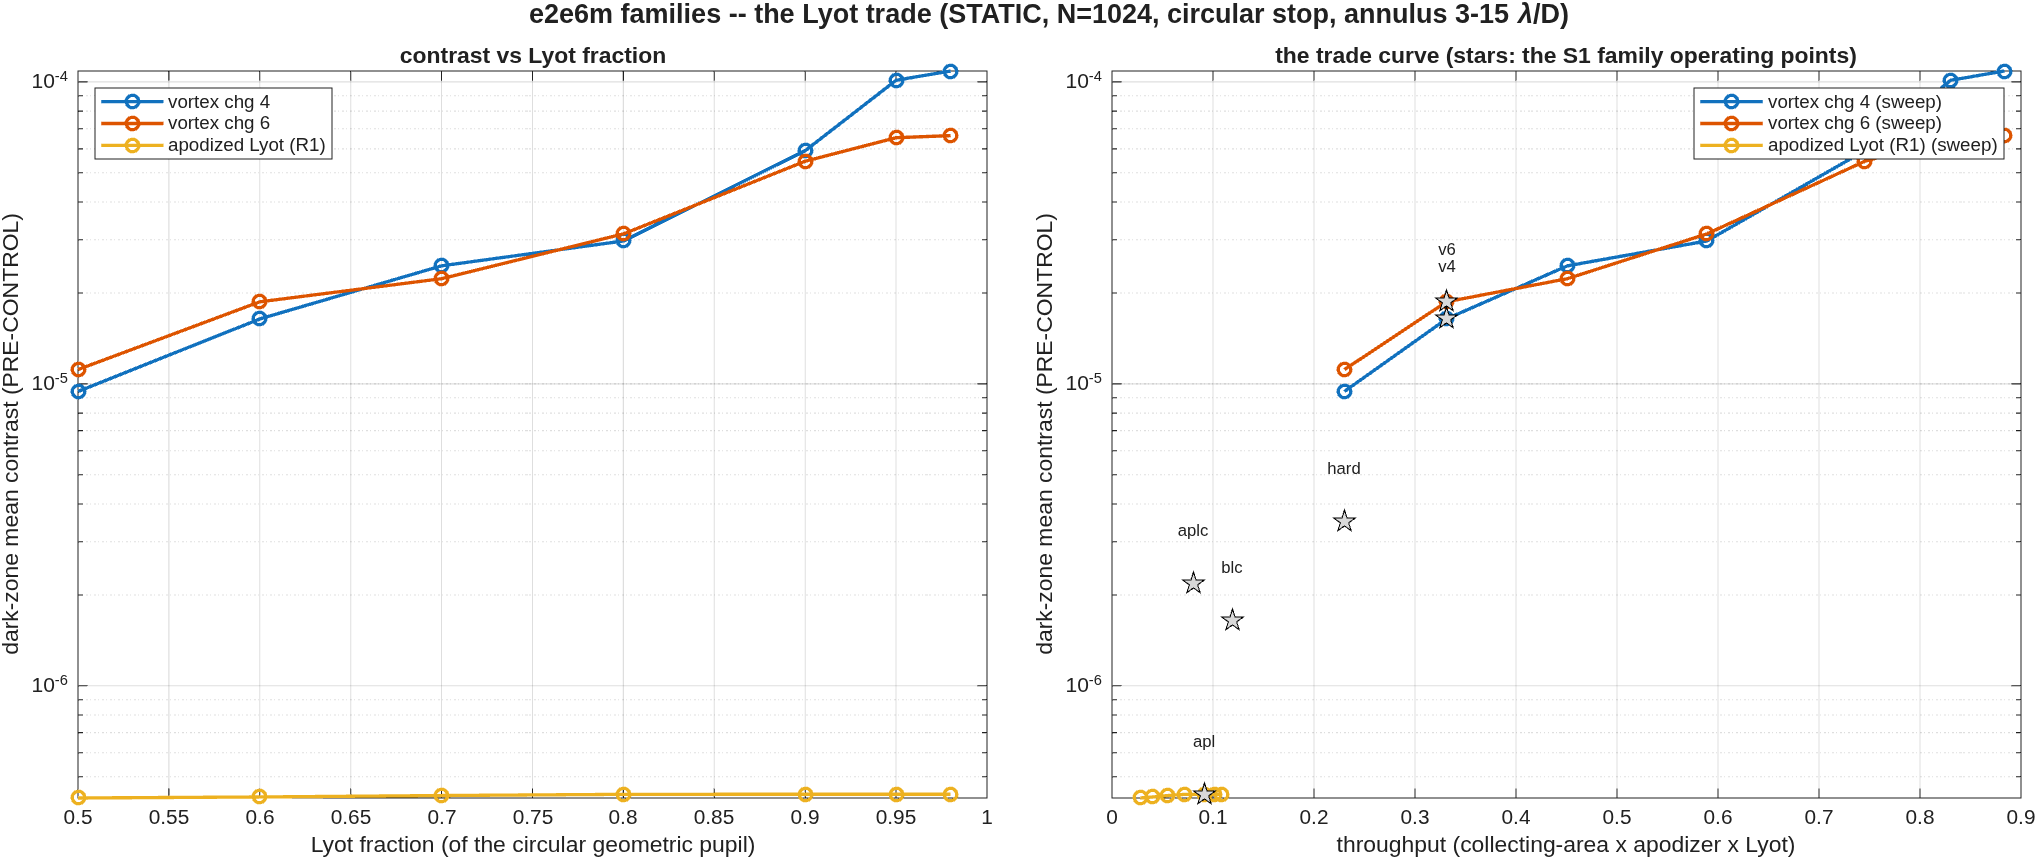 e2e6m families -- the Lyot trade (STATIC, N=1024, circular stop, annulus 3-15 λ/D)
contrast vs Lyot fraction
10^-4
10^-5
10^-6
dark-zone mean contrast (PRE-CONTROL)
vortex chg 4
vortex chg 6
apodized Lyot (R1)
0.5 0.55 0.6 0.65 0.7 0.75 0.8 0.85 0.9 0.95 1
Lyot fraction (of the circular geometric pupil)
the trade curve (stars: the S1 family operating points)
10^-4
10^-5
10^-6
dark-zone mean contrast (PRE-CONTROL)
vortex chg 4 (sweep)
vortex chg 6 (sweep)
apodized Lyot (R1) (sweep)
v6
v4
hard
aplc
blc
apl
0 0.1 0.2 0.3 0.4 0.5 0.6 0.7 0.8 0.9
throughput (collecting-area x apodizer x Lyot)